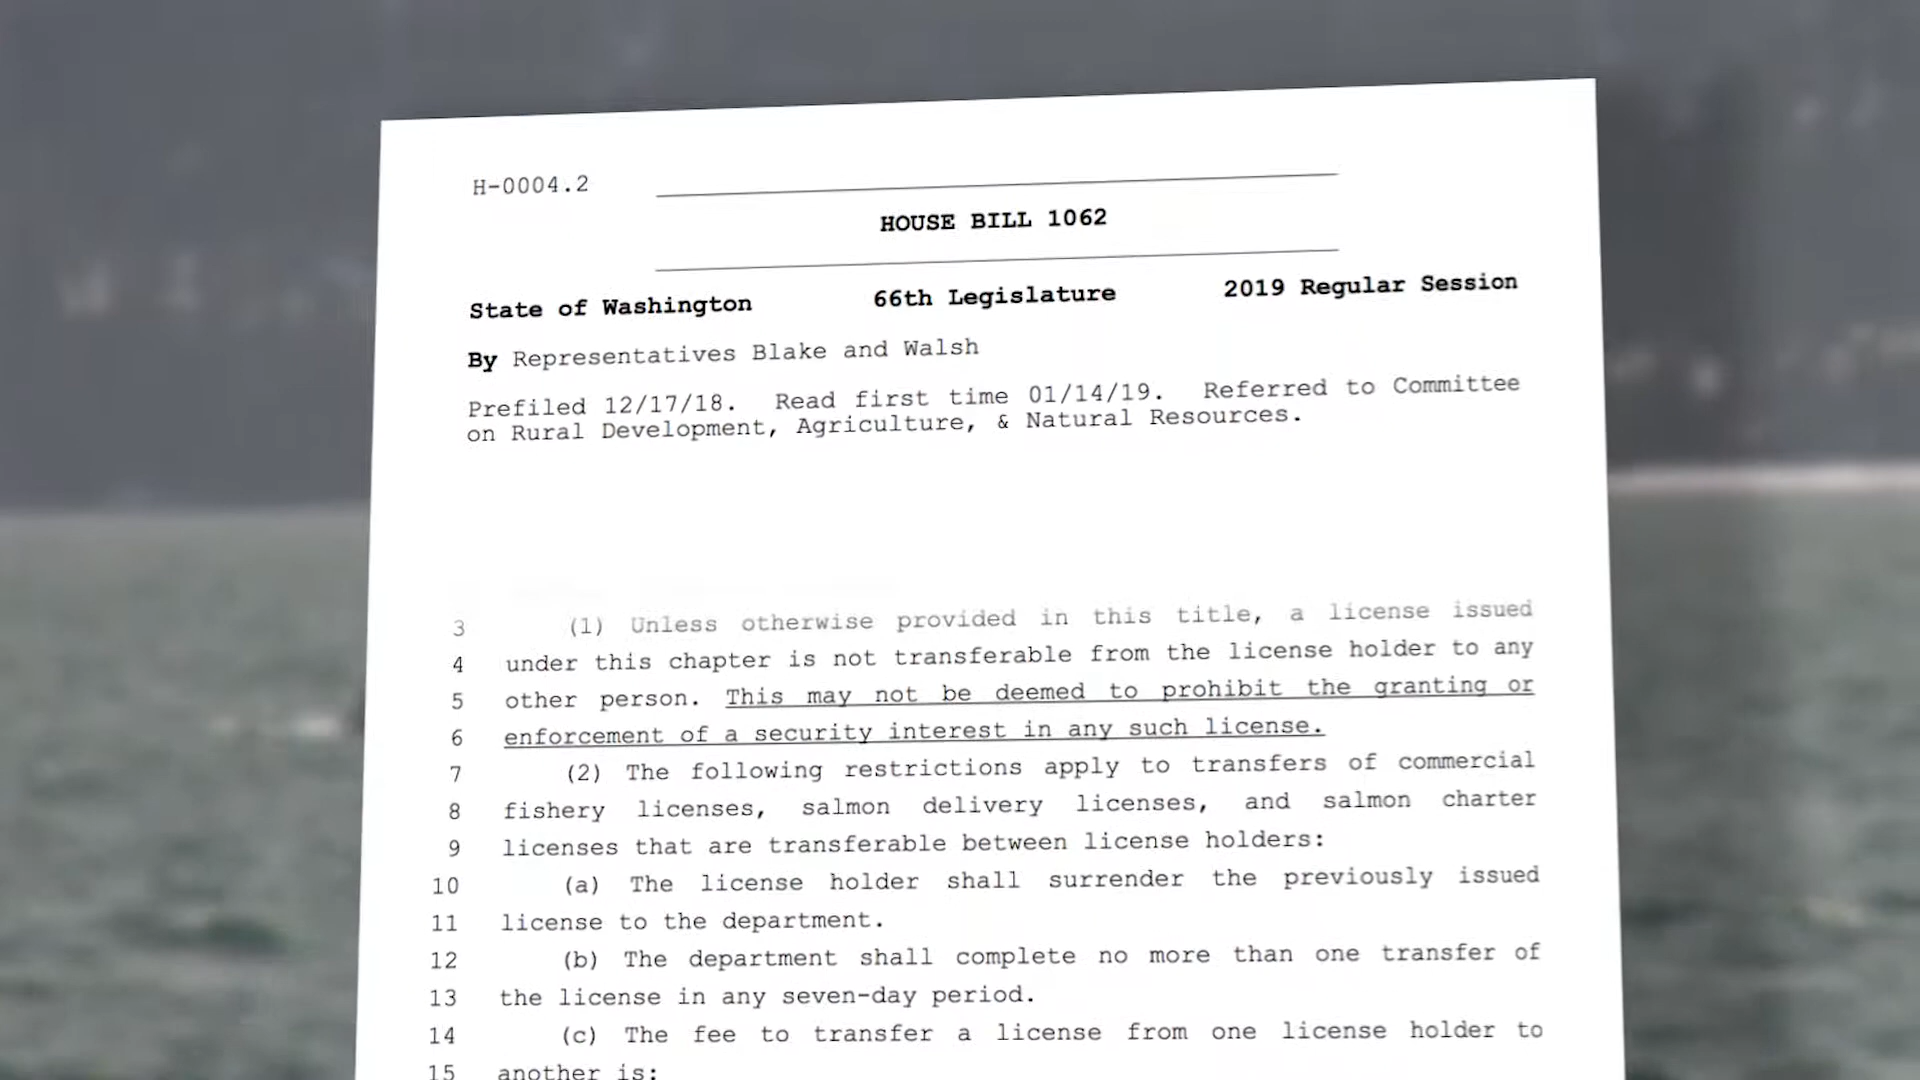 H-0004.2
HOUSE BILL 1062
State of Washington 66th Legislature 2019 Regular Session
By Representatives Blake and Walsh
Prefiled 12/17/18. Read first time 01/14/19. Referred to Committee
on Rural Development, Agriculture, & Natural Resources.
3 (1) Unless otherwise provided in this title, a license issued
4 under this chapter is not transferable from the license holder to any
5 other person. This may not be deemed to prohibit the granting or
6 enforcement of a security interest in any such license.
7 (2) The following restrictions apply to transfers of commercial
8 fishery licenses, salmon delivery licenses, and salmon charter
9 licenses that are transferable between license holders:
10 (a) The license holder shall surrender the previously issued
11 license to the department.
12 (b) The department shall complete no more than one transfer of
13 the license in any seven-day period.
14 (c) The fee to transfer a license from one license holder to
15 another is: